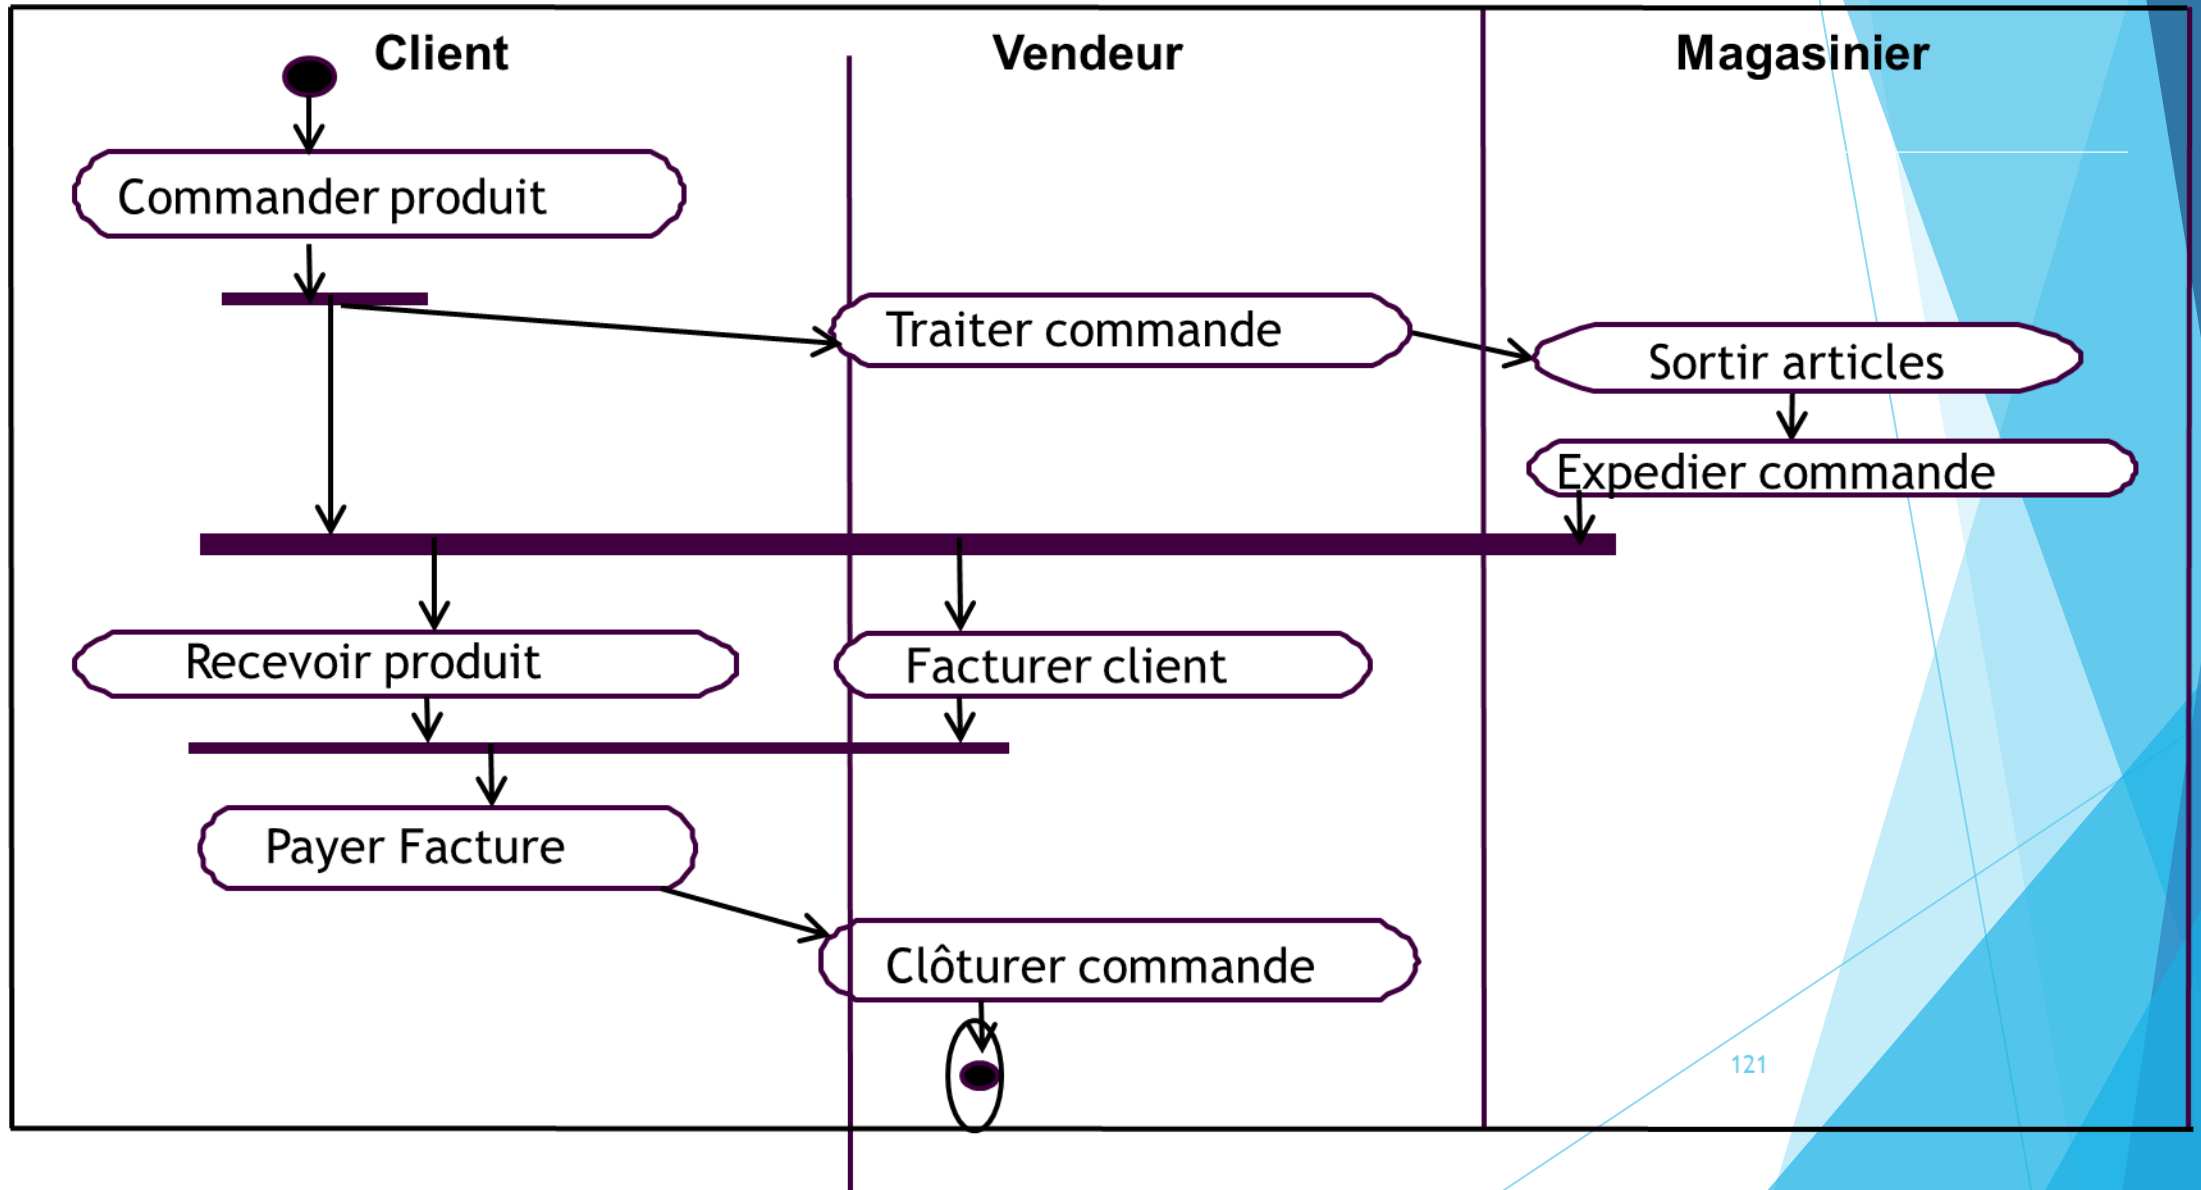 Client
Vendeur
Magasinier
Commander produit
Traiter commande
Sortir articles
Expedier commande
Recevoir produit
Facturer client
Payer Facture
Clôturer commande
121